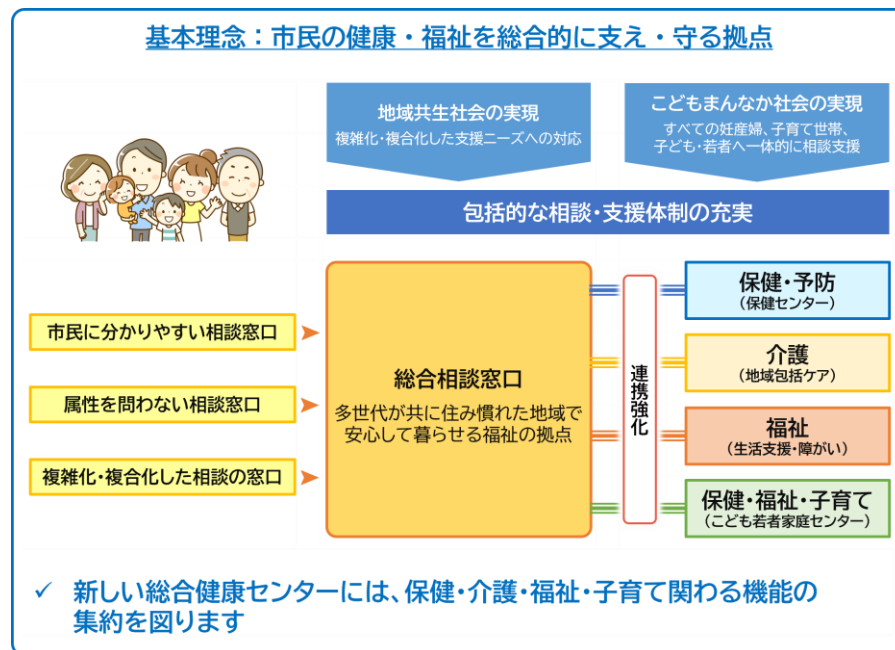 基本理念：市民の健康・福祉を総合的に支え・守る拠点
地域共生社会の実現
複雑化・複合化した支援ニーズへの対応
こどもまんなか社会の実現
すべての妊産婦、子育て世帯、
子ども・若者へ一体的に相談支援
包括的な相談・支援体制の充実
市民に分かりやすい相談窓口
属性を問わない相談窓口
複雑化・複合化した相談の窓口
総合相談窓口
多世代が共に住み慣れた地域で
安心して暮らせる福祉の拠点
連携強化
保健・予防
（保健センター）
介護
（地域包括ケア）
福祉
（生活支援・障がい）
保健・福祉・子育て
（こども若者家庭センター）
✓ 新しい総合健康センターには、保健・介護・福祉・子育て関わる機能の
集約を図ります